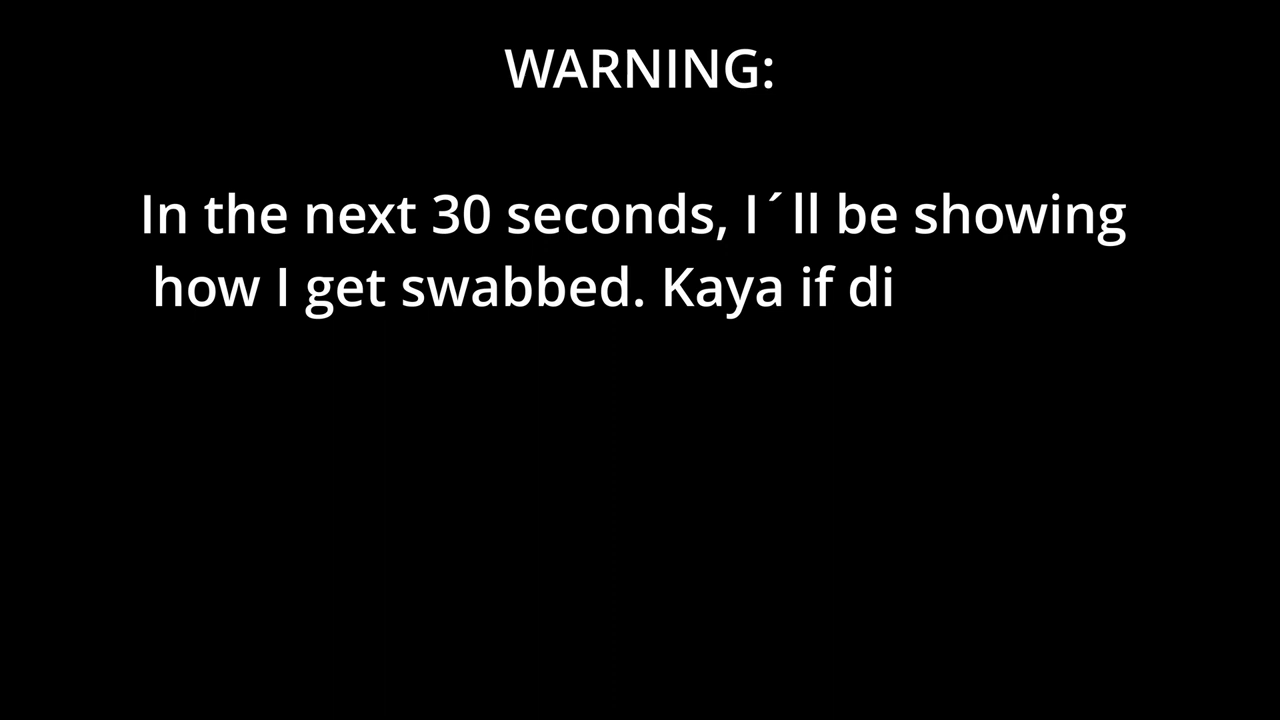 WARNING:
In the next 30 seconds, I´ll be showing
how I get swabbed. Kaya if di